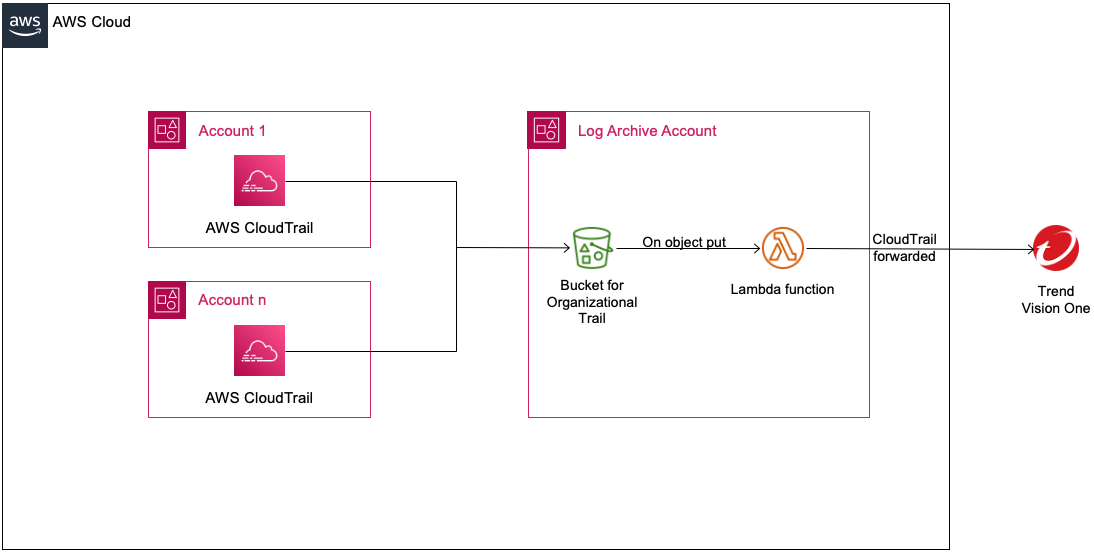 aws
AWS Cloud
Account 1
AWS CloudTrail
Account n
AWS CloudTrail
Log Archive Account
Bucket for
Organizational
Trail
On object put
Lambda function
CloudTrail
forwarded
Trend
Vision One